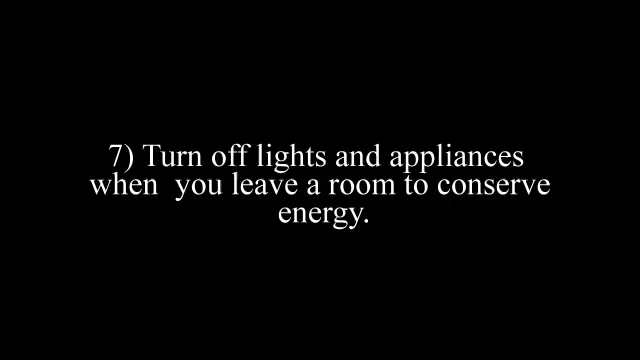 7) Turn off lights and appliances
when  you leave a room to conserve
energy.